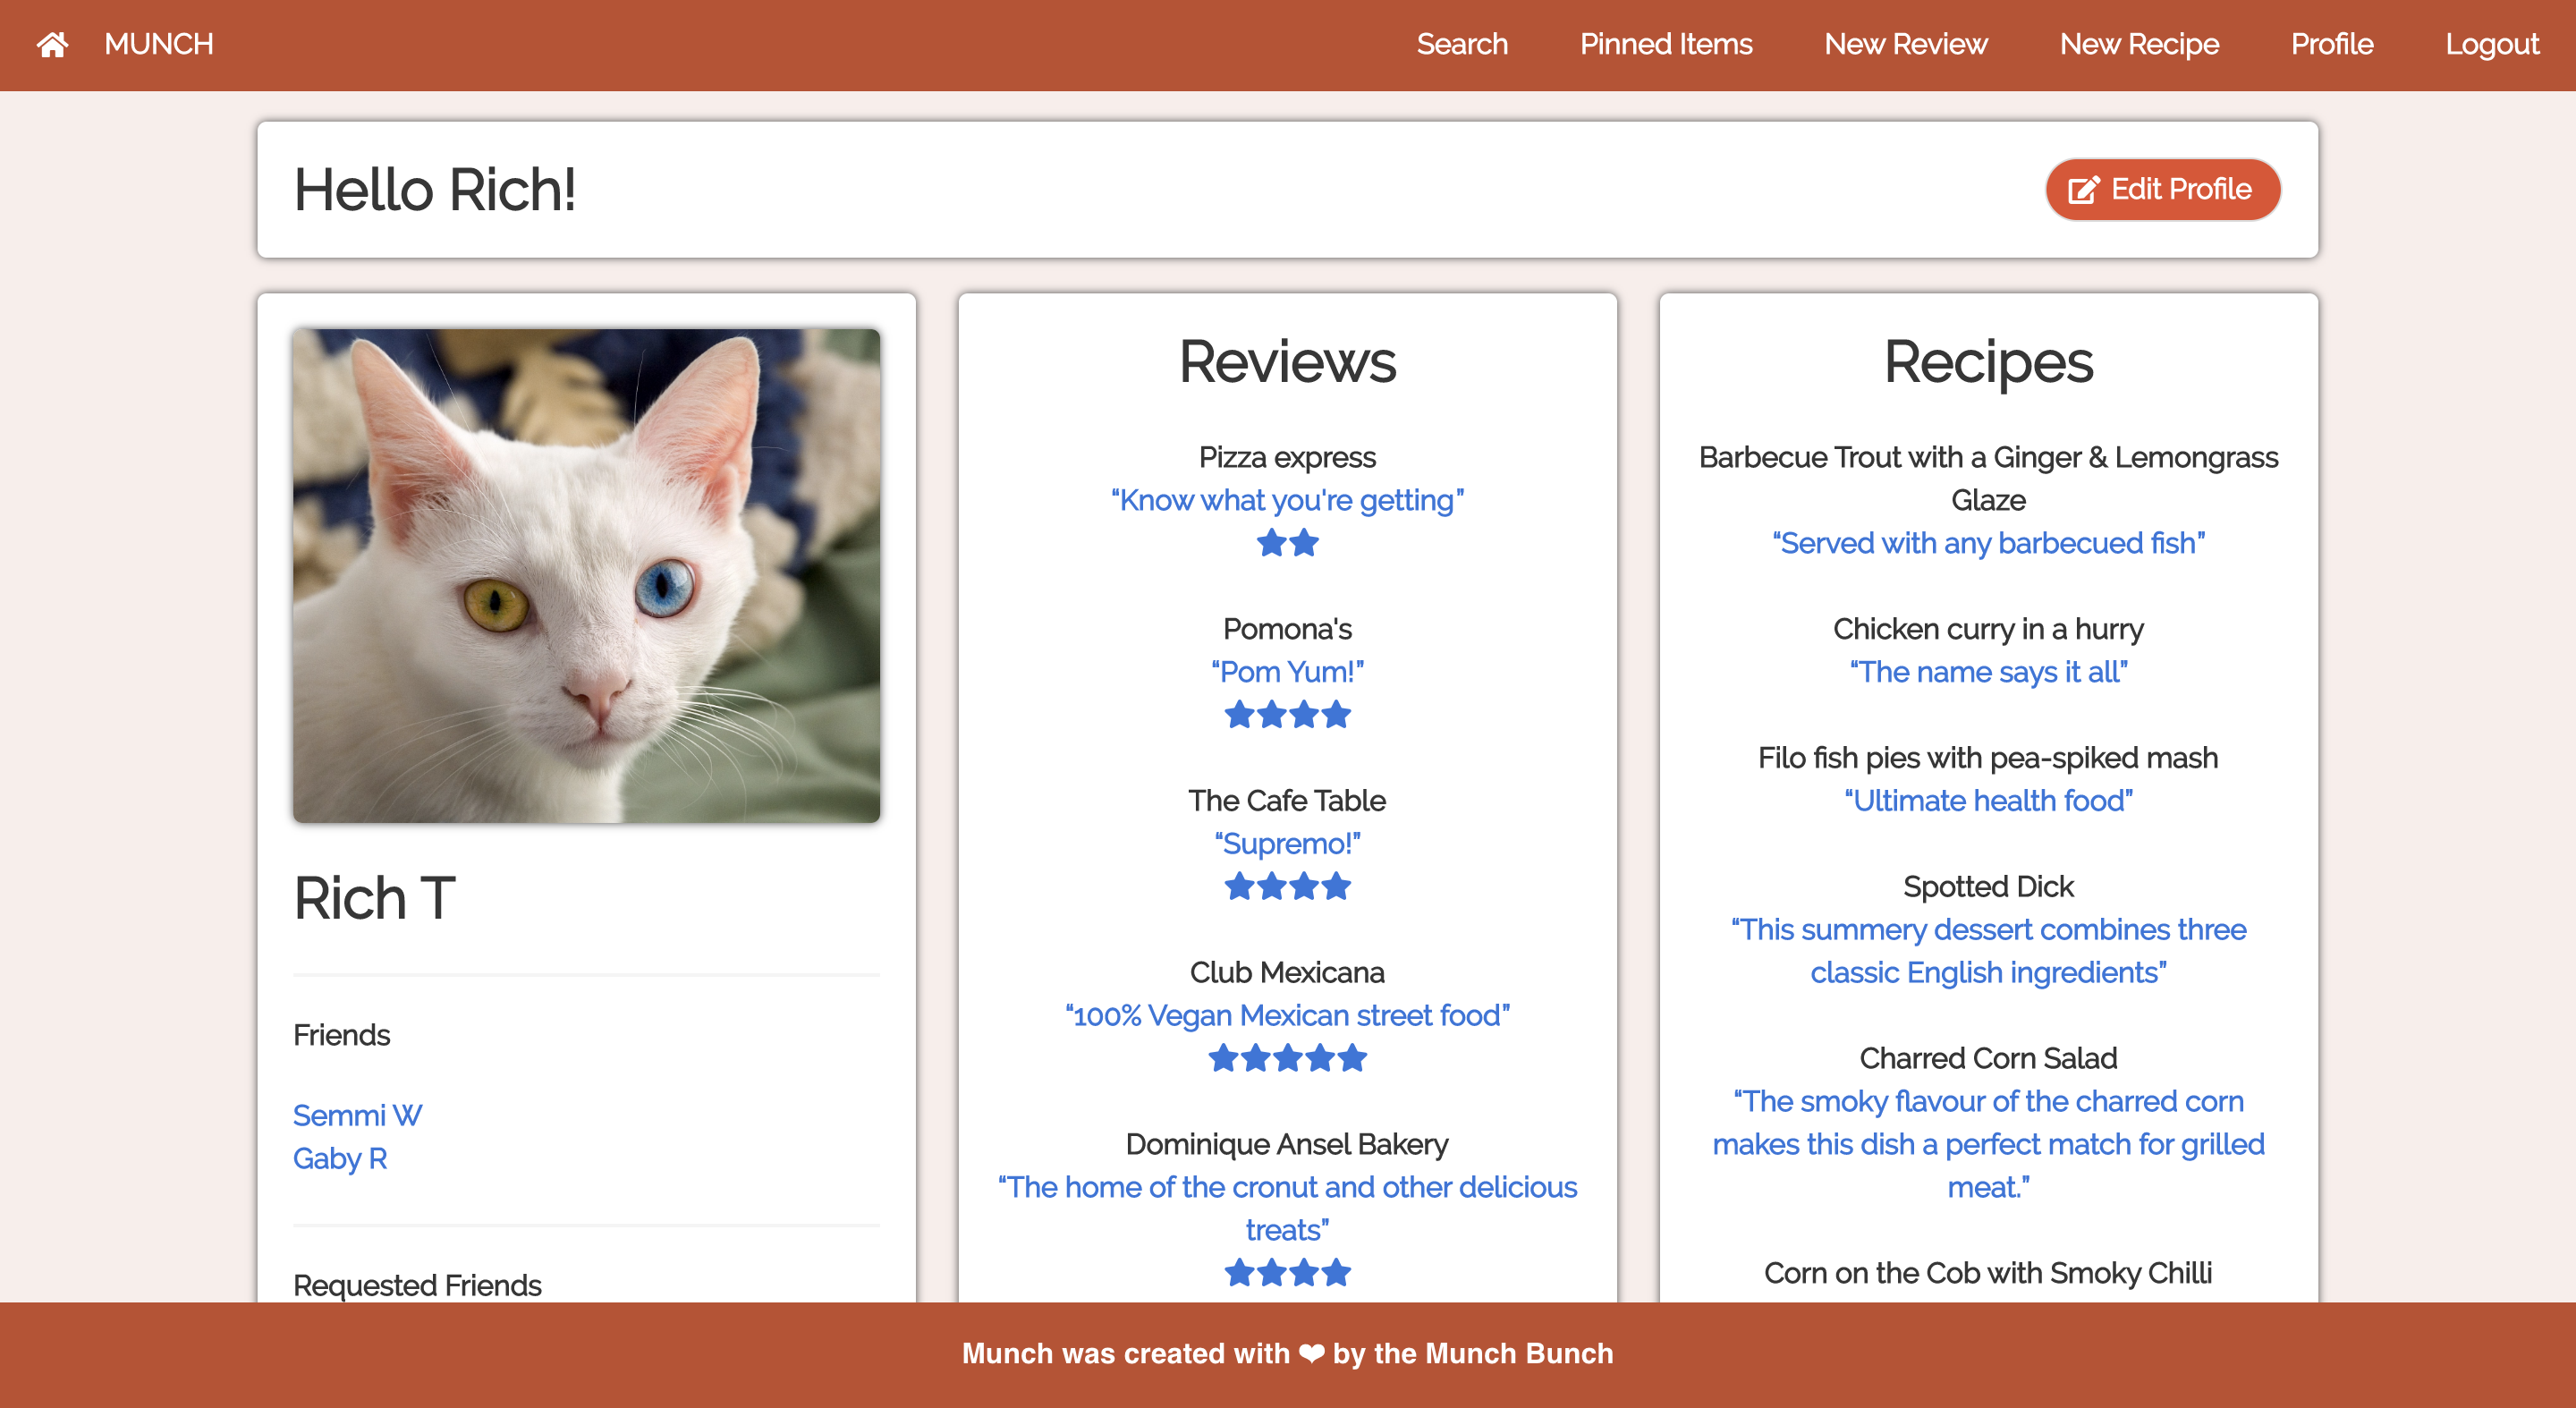 MUNCH
Search
Pinned Items
New Review
New Recipe
Profile
Logout
Hello Rich!
Edit Profile
Rich T
Friends
Semmi W
Gaby R
Requested Friends
Reviews
Pizza express
“Know what you're getting”
Pomona's
“Pom Yum!”
The Cafe Table
“Supremo!”
Club Mexicana
“100% Vegan Mexican street food”
Dominique Ansel Bakery
“The home of the cronut and other delicious
treats”
Recipes
Barbecue Trout with a Ginger & Lemongrass
Glaze
“Served with any barbecued fish”
Chicken curry in a hurry
“The name says it all”
Filo fish pies with pea-spiked mash
“Ultimate health food”
Spotted Dick
“This summery dessert combines three
classic English ingredients”
Charred Corn Salad
“The smoky flavour of the charred corn
makes this dish a perfect match for grilled
meat.”
Corn on the Cob with Smoky Chilli
Munch was created with ❤ by the Munch Bunch